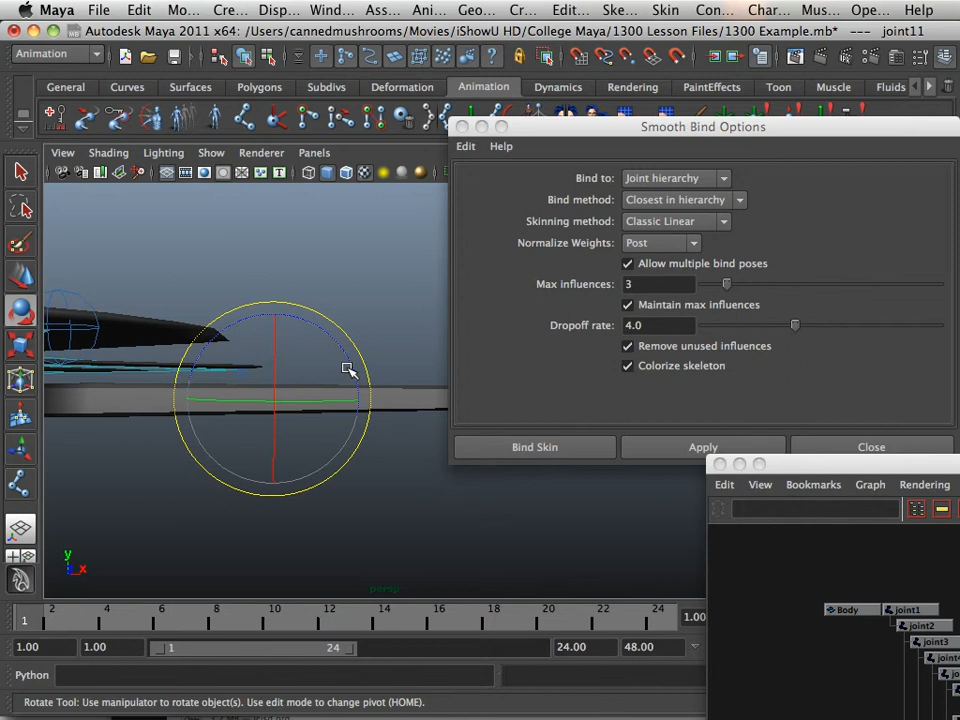 Maya File Edit Mo... Cre... Disp... Wind... Ass... Ani... Geo... Cr... Edit... Ske... Skin Con... Char... Mus... Ope... Help
Autodesk Maya 2011 x64: /Users/cannedmushrooms/Movies/iShowU HD/College Maya/1300 Lesson Files/1300 Example.mb* --- joint11
Animation
General Curves Surfaces Polygons Subdivs Deformation Animation Dynamics Rendering PaintEffects Toon Muscle Fluids
Smooth Bind Options
Edit Help
View Shading Lighting Show Renderer Panels
Bind to: Joint hierarchy
Bind method: Closest in hierarchy
Skinning method: Classic Linear
Normalize Weights: Post
Allow multiple bind poses
Max influences: 3
Maintain max influences
Dropoff rate: 4.0
Remove unused influences
Colorize skeleton
Bind Skin Apply Close
Edit View Bookmarks Graph Rendering
y
x
persp
Body joint1
joint2
joint3
joint4
jo
1 2 4 6 8 10 12 14 16 18 20 22 24 1.00
1.00 1.00 1 24 24.00 48.00
Python
Rotate Tool: Use manipulator to rotate object(s). Use edit mode to change pivot (HOME).